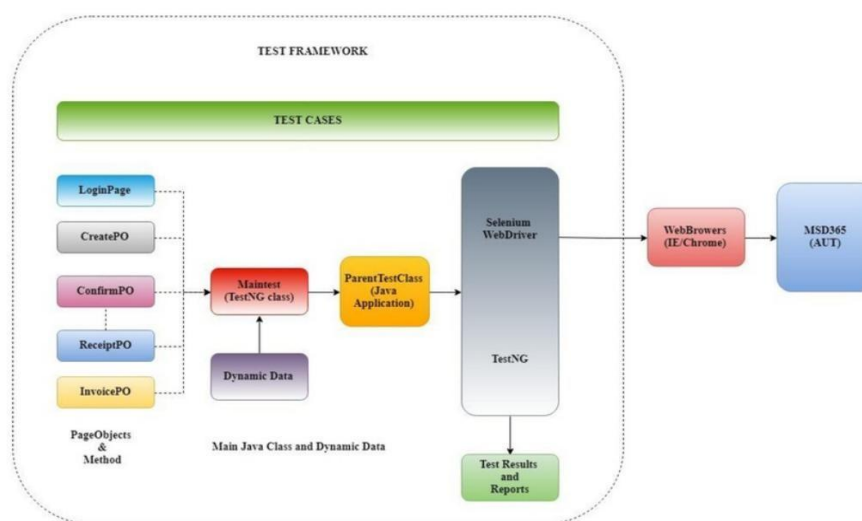 TEST FRAMEWORK
TEST CASES
LoginPage
CreatePO
ConfirmPO
ReceiptPO
InvoicePO
PageObjects
&
Method
Maintest
(TestNG class)
Dynamic Data
Main Java Class and Dynamic Data
ParentTestClass
(Java
Application)
Selenium
WebDriver
TestNG
Test Results
and
Reports
WebBrowers
(IE/Chrome)
MSD365
(AUT)